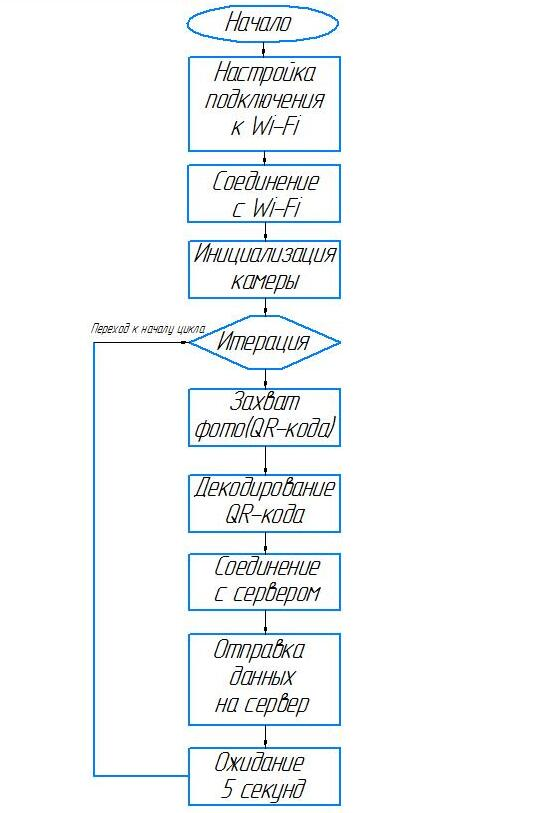 Начало
Настройка
подключения
к Wi-Fi
Соединение
с Wi-Fi
Инициализация
камеры
Переход к началу цикла
Итерация
Захват
фото(QR-кода)
Декодирование
QR-кода
Соединение
с сервером
Отправка
данных
на сервер
Ожидание
5 секунд